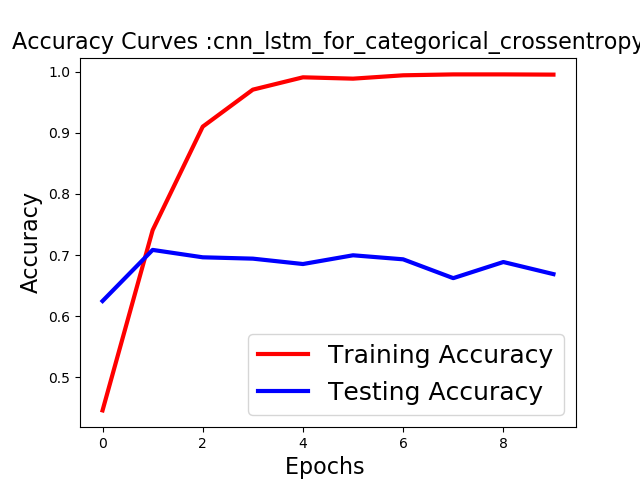 Accuracy Curves :cnn_lstm_for_categorical_crossentropy
1.0
0.9
0.8
0.7
0.6
0.5
Accuracy
Training Accuracy
Testing Accuracy
0 2 4 6 8
Epochs